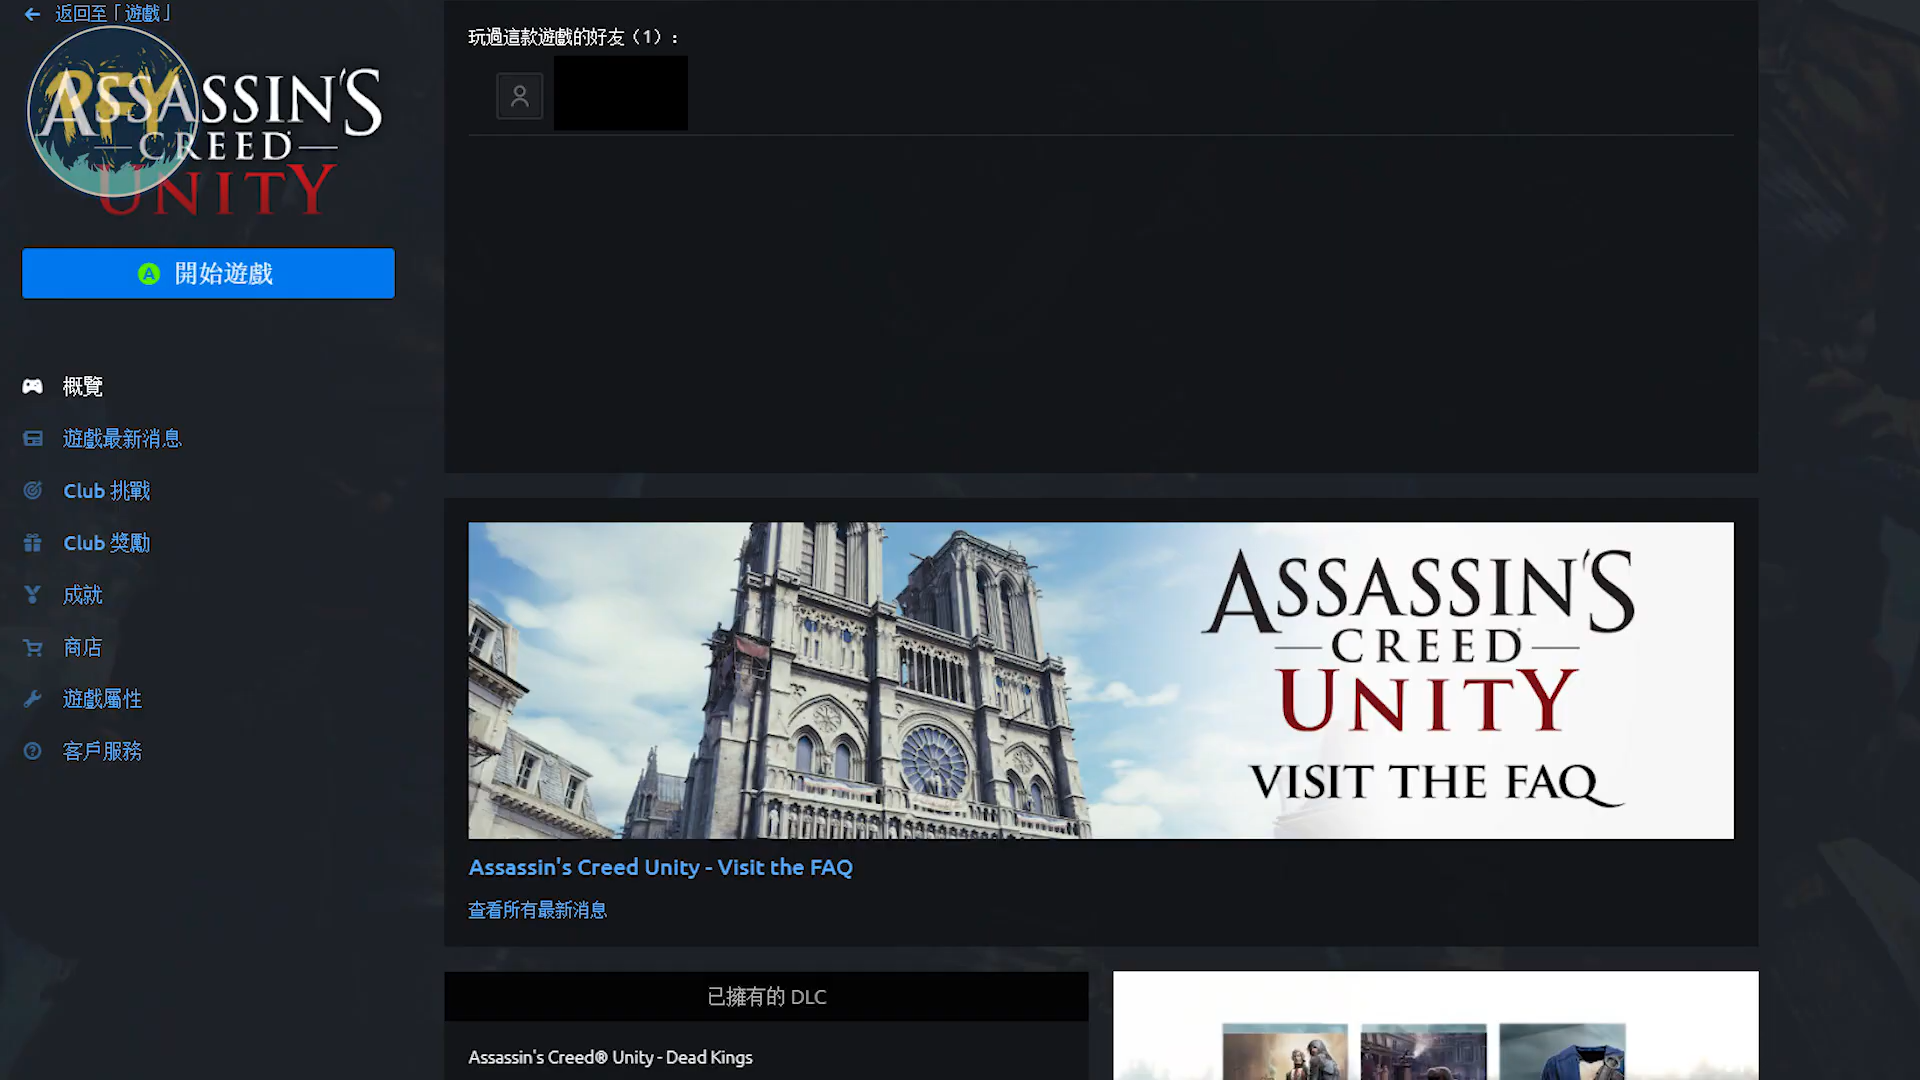 返回至「遊戲」
PFY
ASSASSIN'S
CREED
UNITY
A 開始遊戲
概覽
遊戲最新消息
Club 挑戰
Club 獎勵
成就
商店
遊戲屬性
客戶服務
玩過這款遊戲的好友（1）：
ASSASSIN'S
CREED
UNITY
VISIT THE FAQ
Assassin's Creed Unity - Visit the FAQ
查看所有最新消息
已擁有的 DLC
Assassin's Creed® Unity - Dead Kings